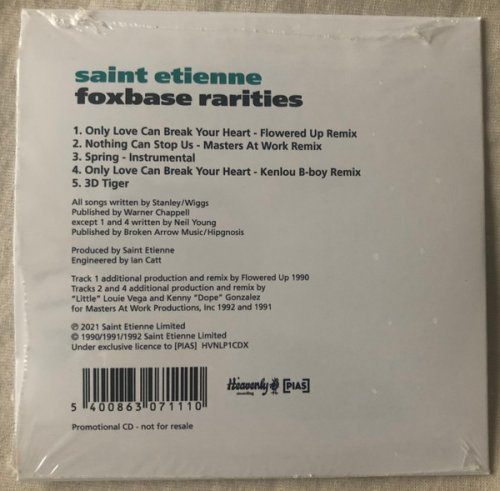 saint etienne
foxbase rarities
1. Only Love Can Break Your Heart - Flowered Up Remix
2. Nothing Can Stop Us - Masters At Work Remix
3. Spring - Instrumental
4. Only Love Can Break Your Heart - Kenlou B-boy Remix
5. 3D Tiger
All songs written by Stanley/Wiggs
Published by Warner Chappell
except 1 and 4 written by Neil Young
Published by Broken Arrow Music/Hipgnosis
Produced by Saint Etienne
Engineered by Ian Catt
Track 1 additional production and remix by Flowered Up 1990
Tracks 2 and 4 additional production and remix by
“Little” Louie Vega and Kenny “Dope” Gonzalez
for Masters At Work Productions, Inc 1992 and 1991
℗ 2021 Saint Etienne Limited
© 1990/1991/1992 Saint Etienne Limited
Under exclusive licence to [PIAS] HVNLP1CDX
Heavenly [PIAS]
recordings
5 400863 071110
Promotional CD - not for resale